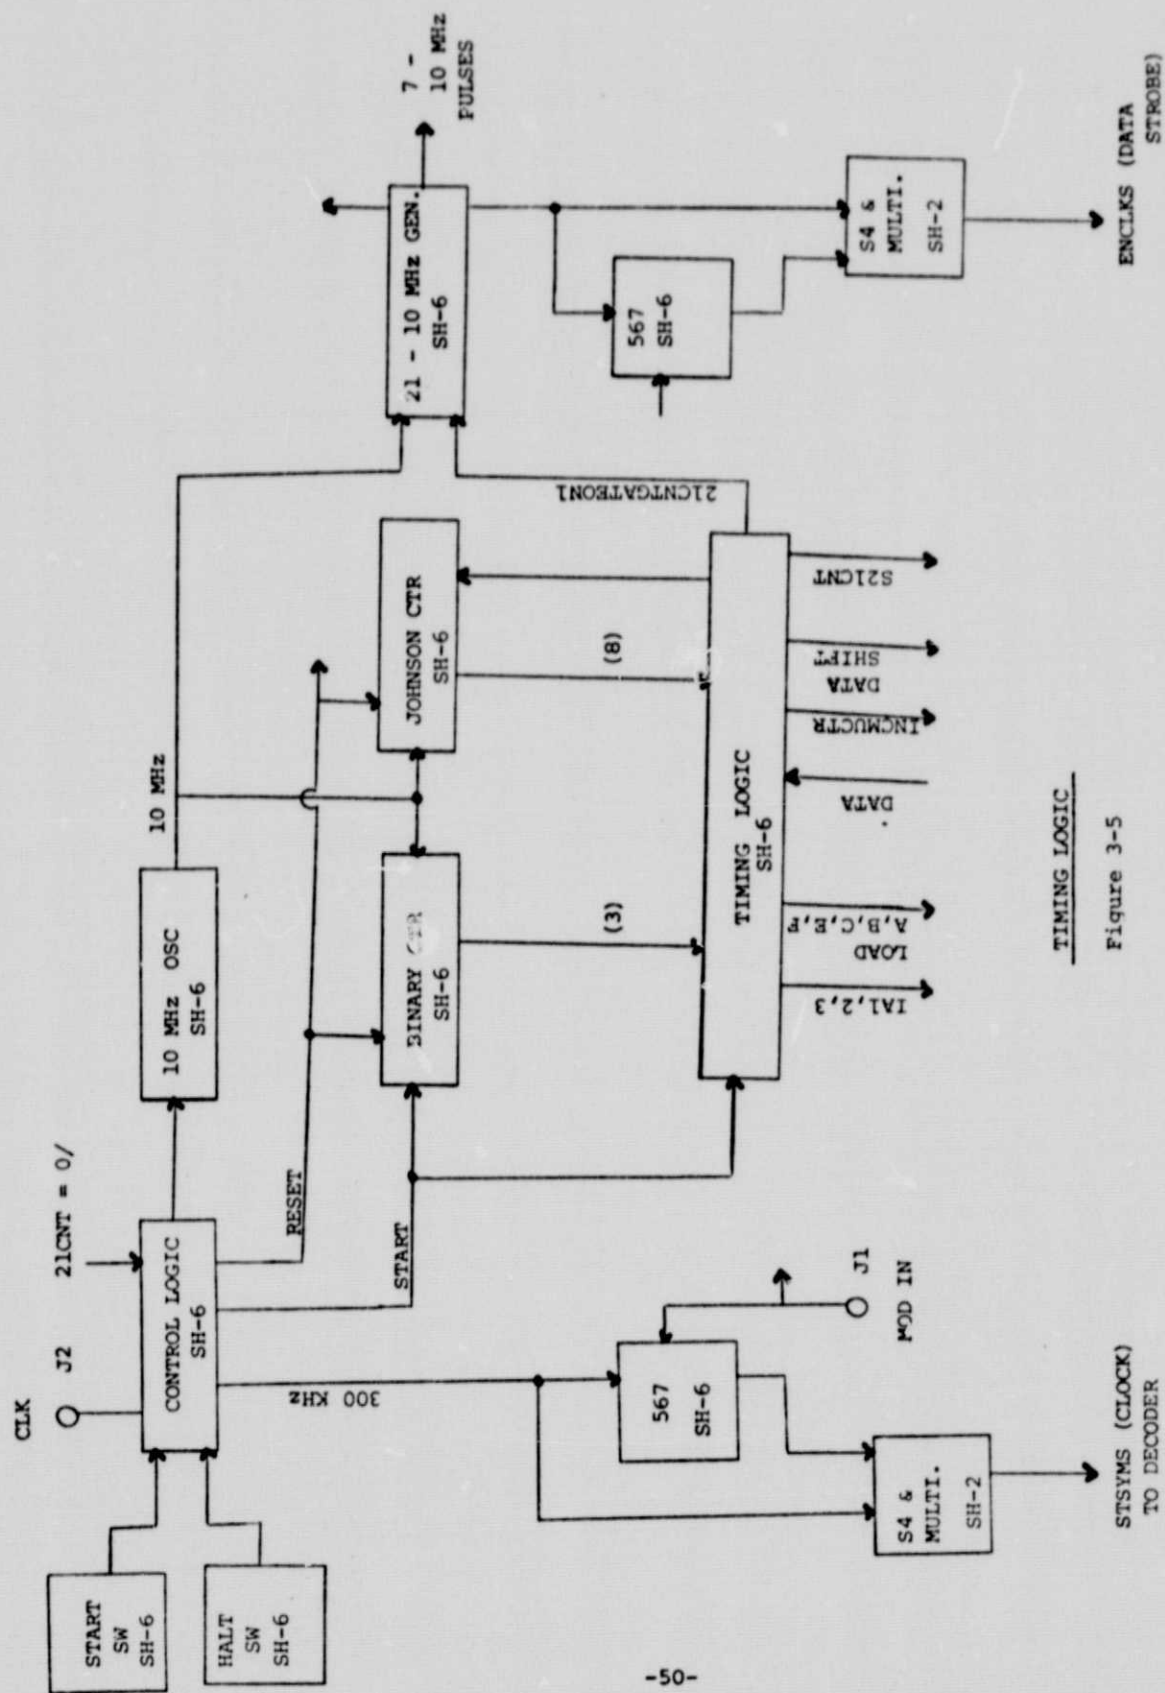 START
SW
SH-6
HALT
SW
SH-6
CLK
J2
21CNT = 0/
CONTROL LOGIC
SH-6
10 MHz OSC
SH-6
10 MHz
RESET
START
300 KHz
BINARY CTR
SH-6
JOHNSON CTR
SH-6
21 - 10 MHz GEN.
SH-6
7 -
10 MHz
PULSES
(3)
(8)
21CNTGATEON1
567
SH-6
J1
MOD IN
S4 &
MULTI.
SH-2
STSYMS (CLOCK)
TO DECODER
TIMING LOGIC
SH-6
IA1,2,3
LOAD
A,B,C,E,F
DATA
INCMUCTR
DATA
SHIFT
S21CNT
567
SH-6
S4 &
MULTI.
SH-2
ENCLKS (DATA
STROBE)
TIMING LOGIC
Figure 3-5
-50-